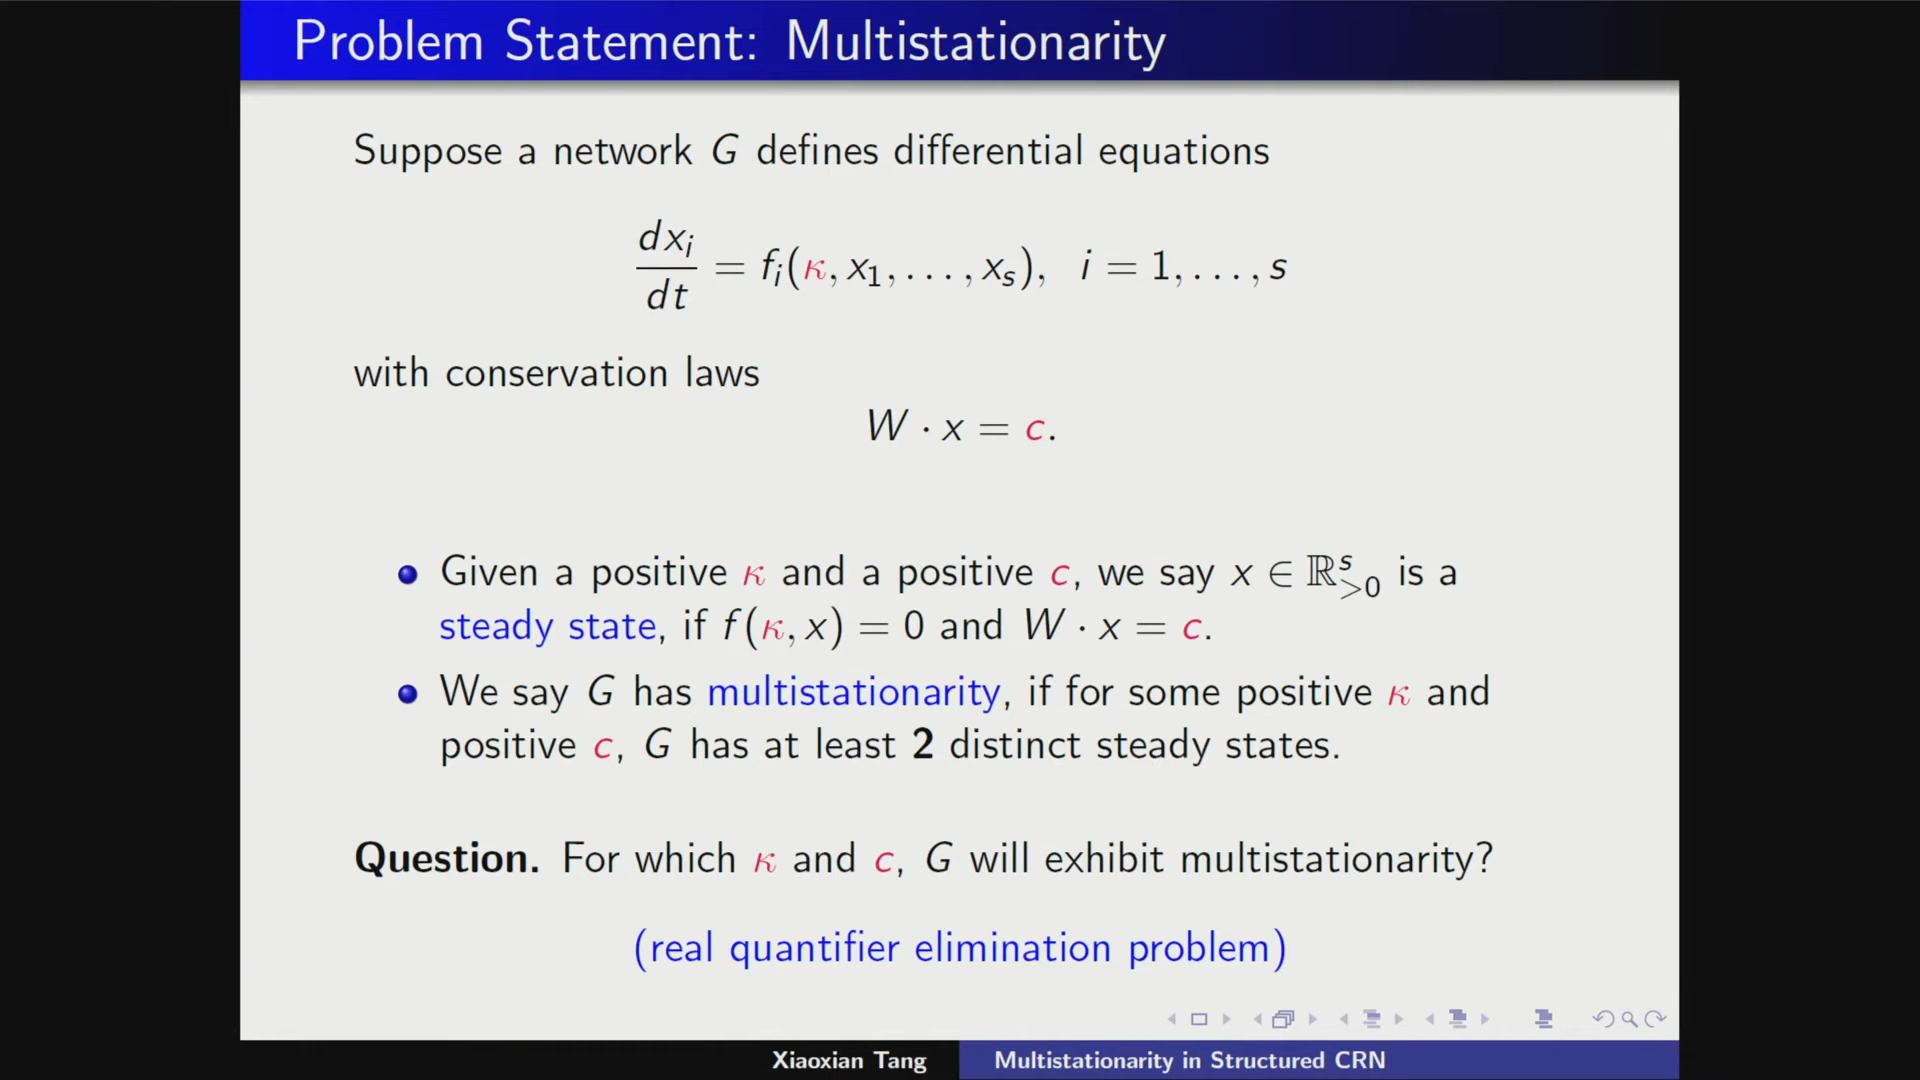 Problem Statement: Multistationarity
Suppose a network G defines differential equations
dx_i/dt = f_i(κ, x_1, . . . , x_s), i = 1, . . . , s
with conservation laws
W · x = c.
Given a positive κ and a positive c, we say x ∈ ℝ^s_{>0} is a
steady state, if f(κ, x) = 0 and W · x = c.
We say G has multistationarity, if for some positive κ and
positive c, G has at least 2 distinct steady states.
Question. For which κ and c, G will exhibit multistationarity?
(real quantifier elimination problem)
Xiaoxian Tang
Multistationarity in Structured CRN